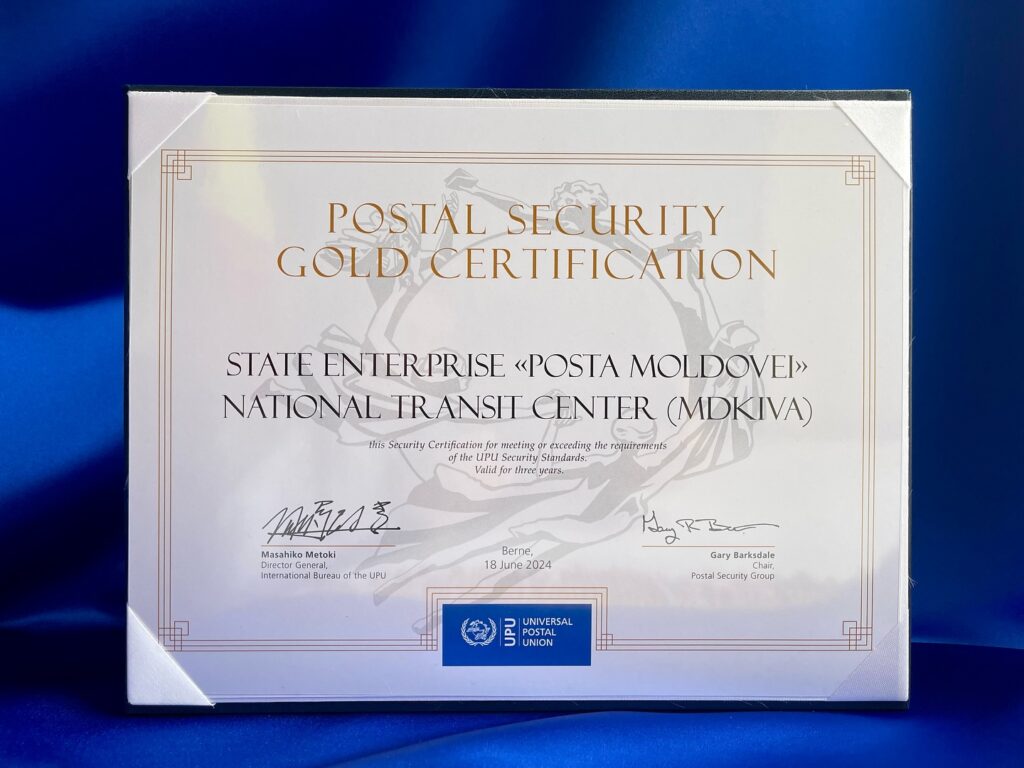 POSTAL SECURITY
GOLD CERTIFICATION
STATE ENTERPRISE «POSTA MOLDOVEI»
NATIONAL TRANSIT CENTER (MDKIVA)
this Security Certification for meeting or exceeding the requirements
of the UPU Security Standards.
Valid for three years.
Masahiko Metoki
Director General,
International Bureau of the UPU
Berne,
18 June 2024
Gary Barksdale
Chair,
Postal Security Group
UPU
UNIVERSAL
POSTAL
UNION